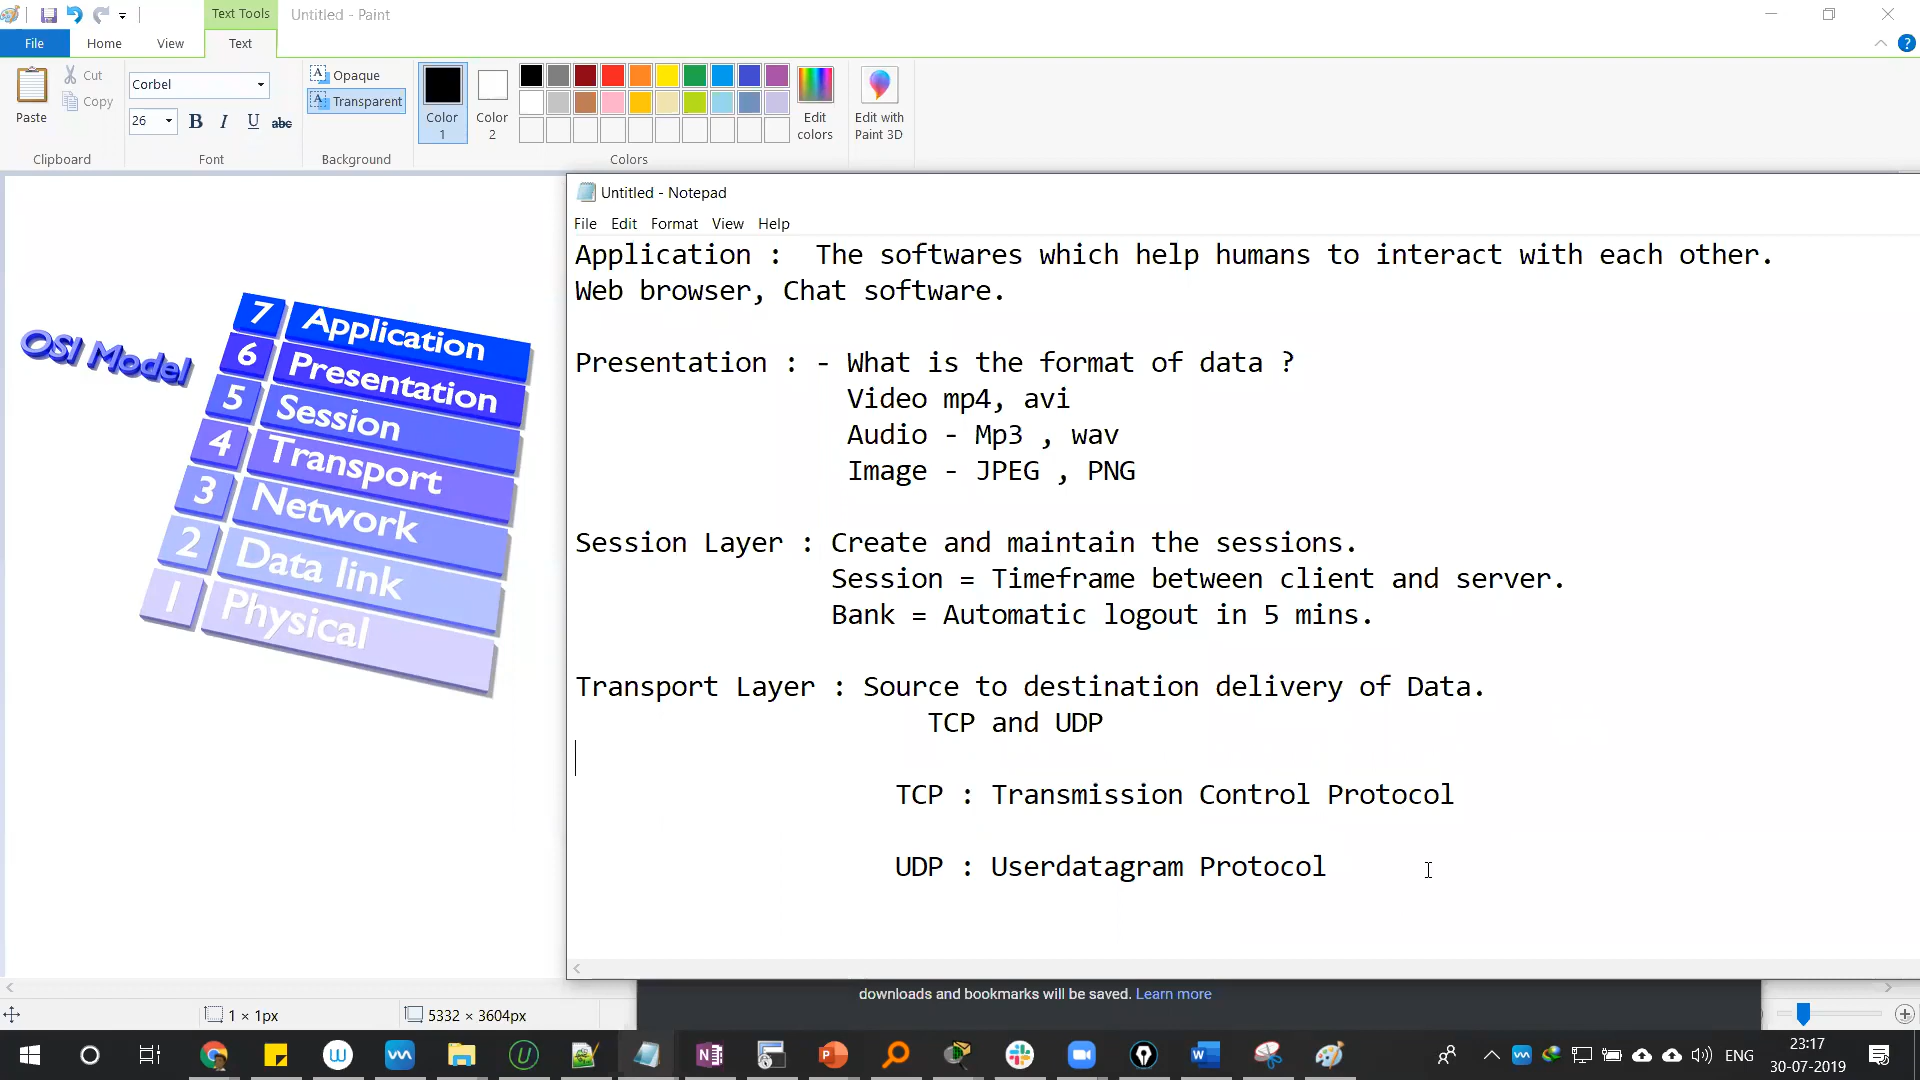 Text Tools
Untitled - Paint
File
Home
View
Text
Paste
Cut
Copy
Clipboard
Corbel
26
B I U abc
Font
Opaque
Transparent
Background
Color 1
Color 2
Edit colors
Colors
Edit with Paint 3D
OSI Model
7 Application
6 Presentation
5 Session
4 Transport
3 Network
2 Data link
1 Physical
Untitled - Notepad
File Edit Format View Help
Application :  The softwares which help humans to interact with each other.
Web browser, Chat software.
Presentation : - What is the format of data ?
Video mp4, avi
Audio - Mp3 , wav
Image - JPEG , PNG
Session Layer : Create and maintain the sessions.
Session = Timeframe between client and server.
Bank = Automatic logout in 5 mins.
Transport Layer : Source to destination delivery of Data.
TCP and UDP
TCP : Transmission Control Protocol
UDP : Userdatagram Protocol
downloads and bookmarks will be saved. Learn more
1 × 1px
5332 × 3604px
ENG
23:17
30-07-2019